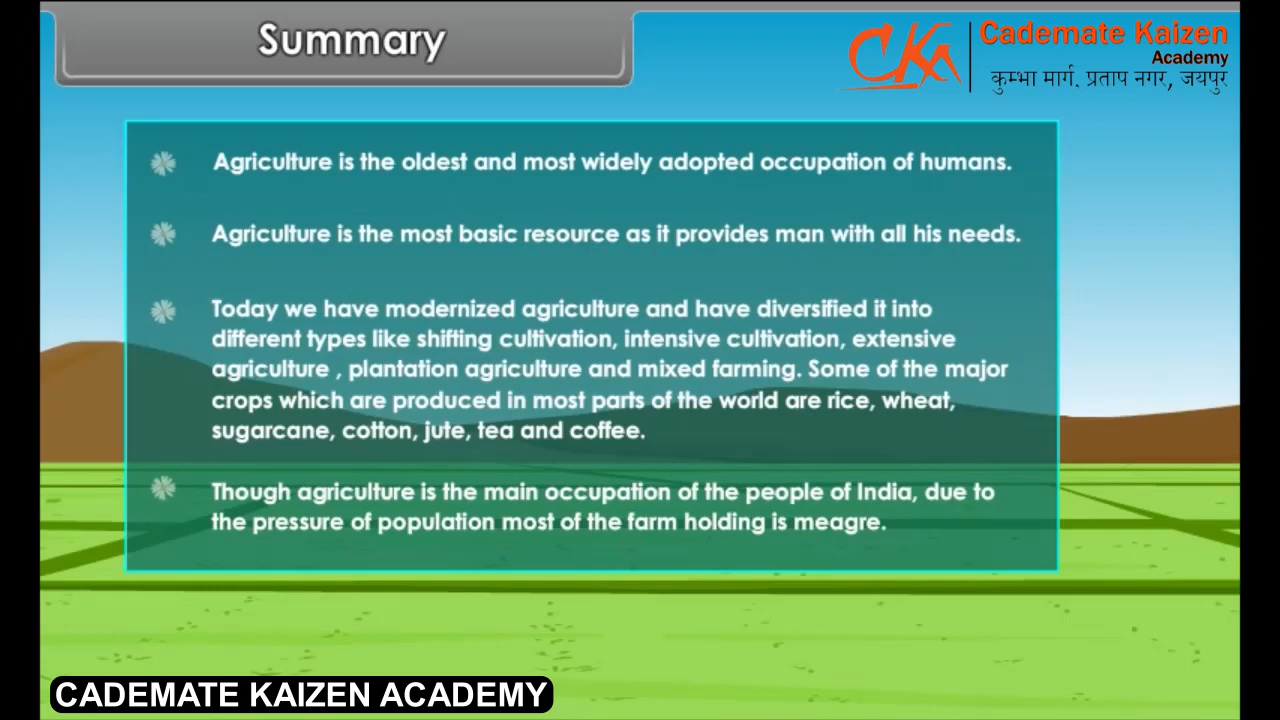 Summary
CKA
Cademate Kaizen
Academy
कुम्भा मार्ग, प्रताप नगर, जयपुर
Agriculture is the oldest and most widely adopted occupation of humans.
Agriculture is the most basic resource as it provides man with all his needs.
Today we have modernized agriculture and have diversified it into
different types like shifting cultivation, intensive cultivation, extensive
agriculture , plantation agriculture and mixed farming. Some of the major
crops which are produced in most parts of the world are rice, wheat,
sugarcane, cotton, jute, tea and coffee.
Though agriculture is the main occupation of the people of India, due to
the pressure of population most of the farm holding is meagre.
CADEMATE KAIZEN ACADEMY